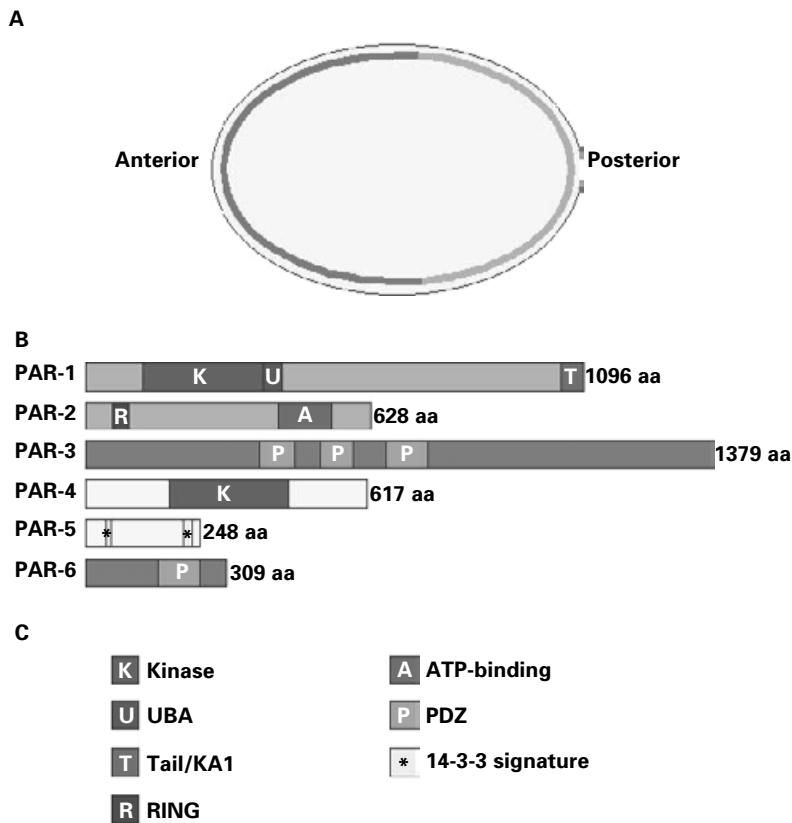 A
Anterior
Posterior
B
PAR-1 K U T 1096 aa
PAR-2 R A 628 aa
PAR-3 P P P 1379 aa
PAR-4 K 617 aa
PAR-5 * * 248 aa
PAR-6 P 309 aa
C
K Kinase
A ATP-binding
U UBA
P PDZ
T Tail/KA1
* 14-3-3 signature
R RING